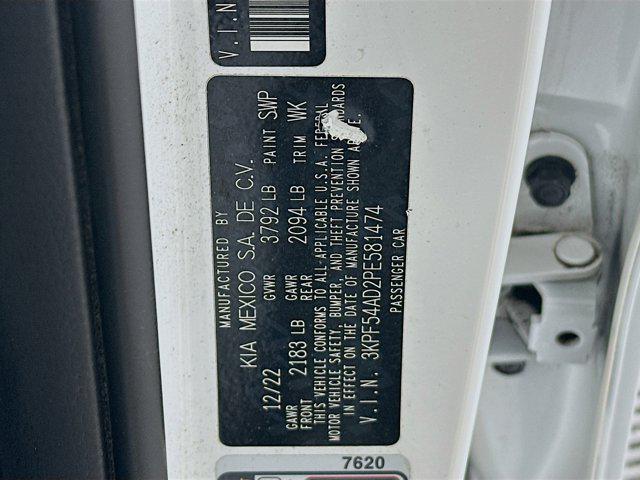 V.I.N
MANUFACTURED BY
KIA MEXICO S.A. DE C.V.
12/22 GVWR 3792 LB PAINT SWP
GAWR FRONT 2183 LB GAWR REAR 2094 LB TRIM WK
THIS VEHICLE CONFORMS TO ALL APPLICABLE U.S.A. FEDERAL
MOTOR VEHICLE SAFETY, BUMPER, AND THEFT PREVENTION STANDARDS
IN EFFECT ON THE DATE OF MANUFACTURE SHOWN ABOVE.
V.I.N. 3KPF54AD2PE581474
PASSENGER CAR
7620